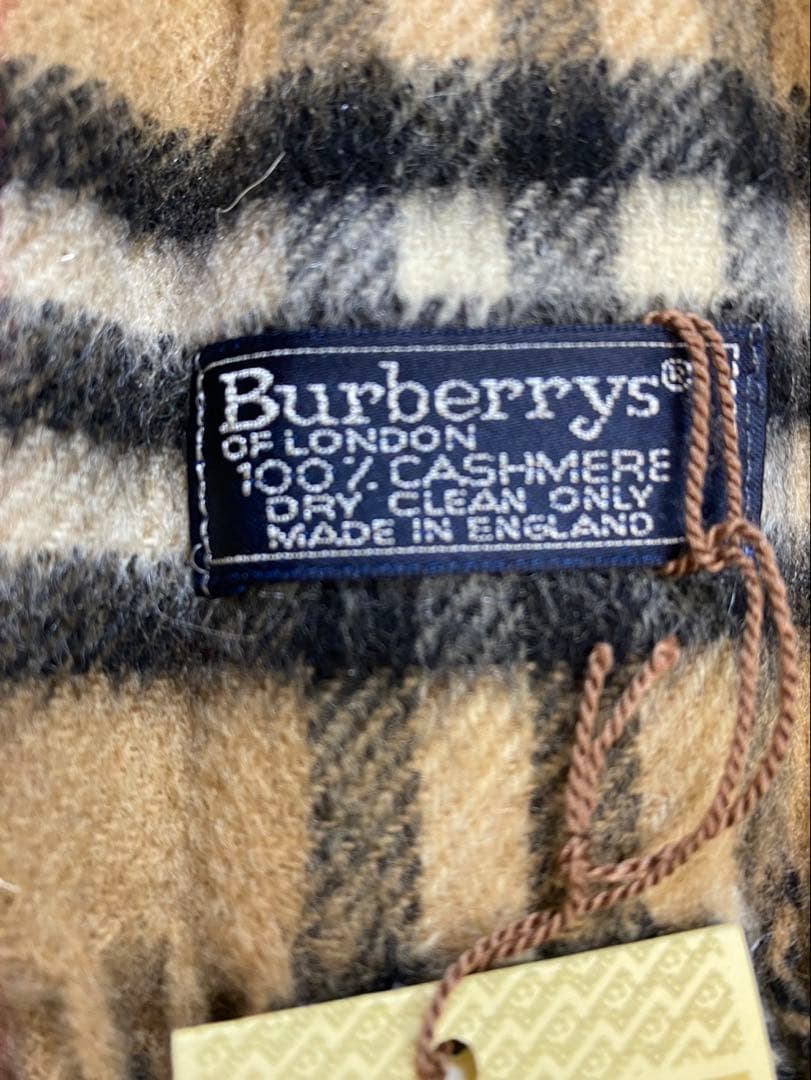 Burberrys®
OF LONDON
100% CASHMERE
DRY CLEAN ONLY
MADE IN ENGLAND